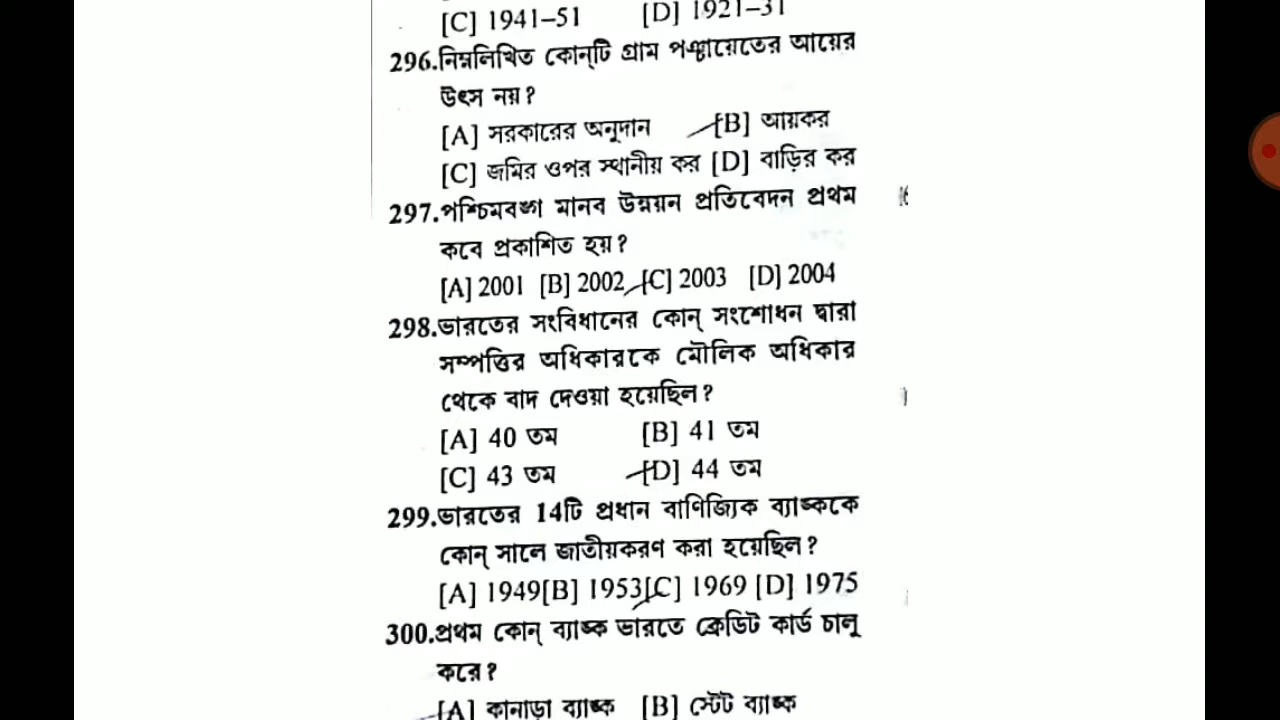 [C] 1941–51 [D] 1921–31
296.নিম্নলিখিত কোন্‌টি গ্রাম পঞ্চায়েতের আয়ের
উৎস নয়?
[A] সরকারের অনুদান [B] আয়কর
[C] জমির ওপর স্থানীয় কর [D] বাড়ির কর
297.পশ্চিমবঙ্গ মানব উন্নয়ন প্রতিবেদন প্রথম
কবে প্রকাশিত হয়?
[A] 2001 [B] 2002 [C] 2003 [D] 2004
298.ভারতের সংবিধানের কোন্ সংশোধন দ্বারা
সম্পত্তির অধিকারকে মৌলিক অধিকার
থেকে বাদ দেওয়া হয়েছিল?
[A] 40 তম [B] 41 তম
[C] 43 তম [D] 44 তম
299.ভারতের 14টি প্রধান বাণিজ্যিক ব্যাঙ্ককে
কোন্ সালে জাতীয়করণ করা হয়েছিল?
[A] 1949[B] 1953[C] 1969 [D] 1975
300.প্রথম কোন্ ব্যাঙ্ক ভারতে ক্রেডিট কার্ড চালু
করে?
[A] কানাড়া ব্যাঙ্ক [B] স্টেট ব্যাঙ্ক